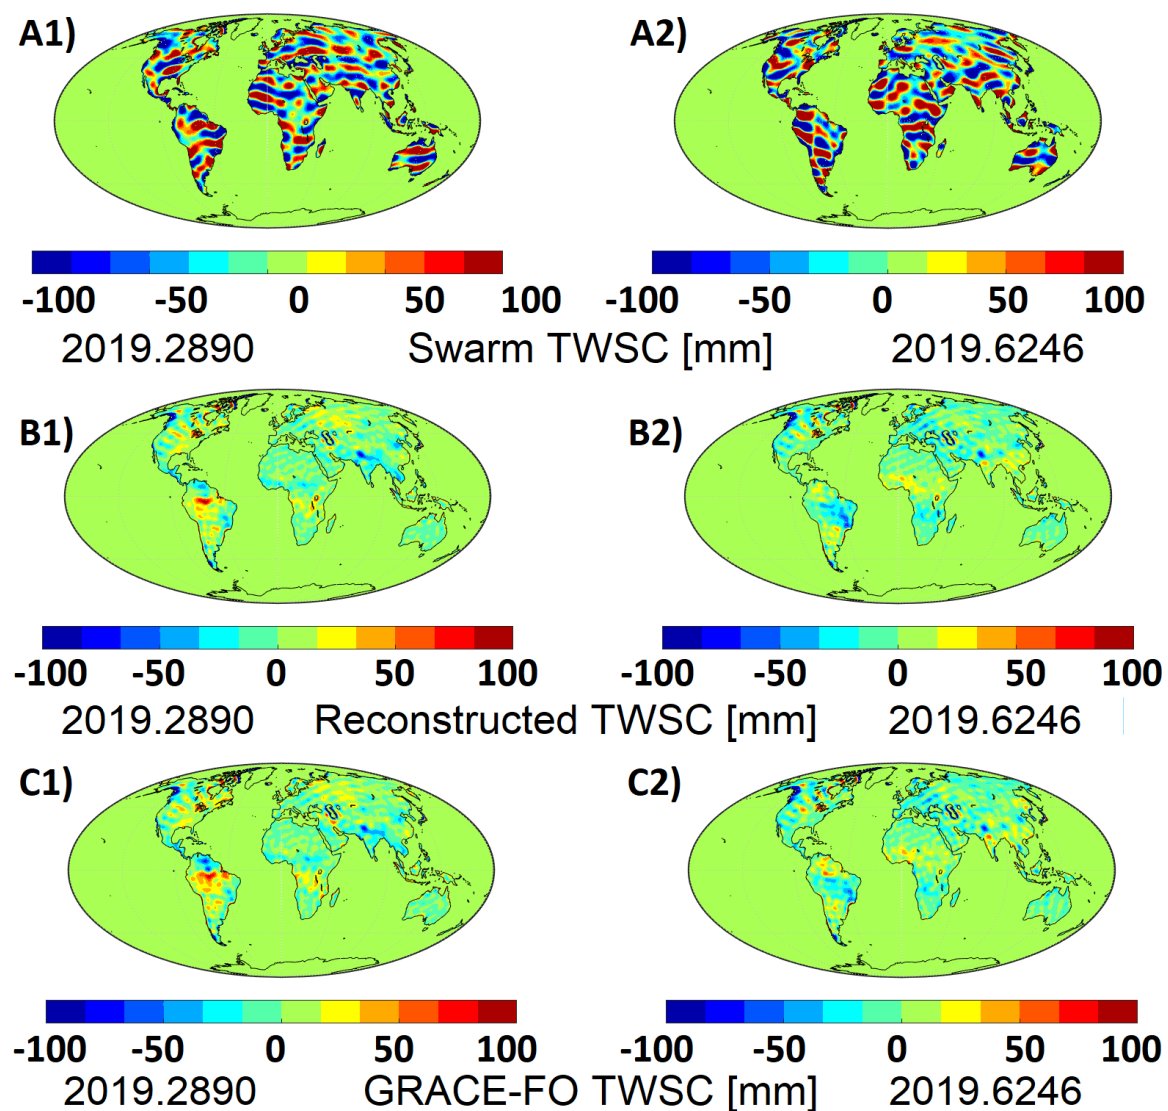 A1) A2)
-100 -50 0 50 100 -100 -50 0 50 100
2019.2890 Swarm TWSC [mm] 2019.6246
B1) B2)
-100 -50 0 50 100 -100 -50 0 50 100
2019.2890 Reconstructed TWSC [mm] 2019.6246
C1) C2)
-100 -50 0 50 100 -100 -50 0 50 100
2019.2890 GRACE-FO TWSC [mm] 2019.6246